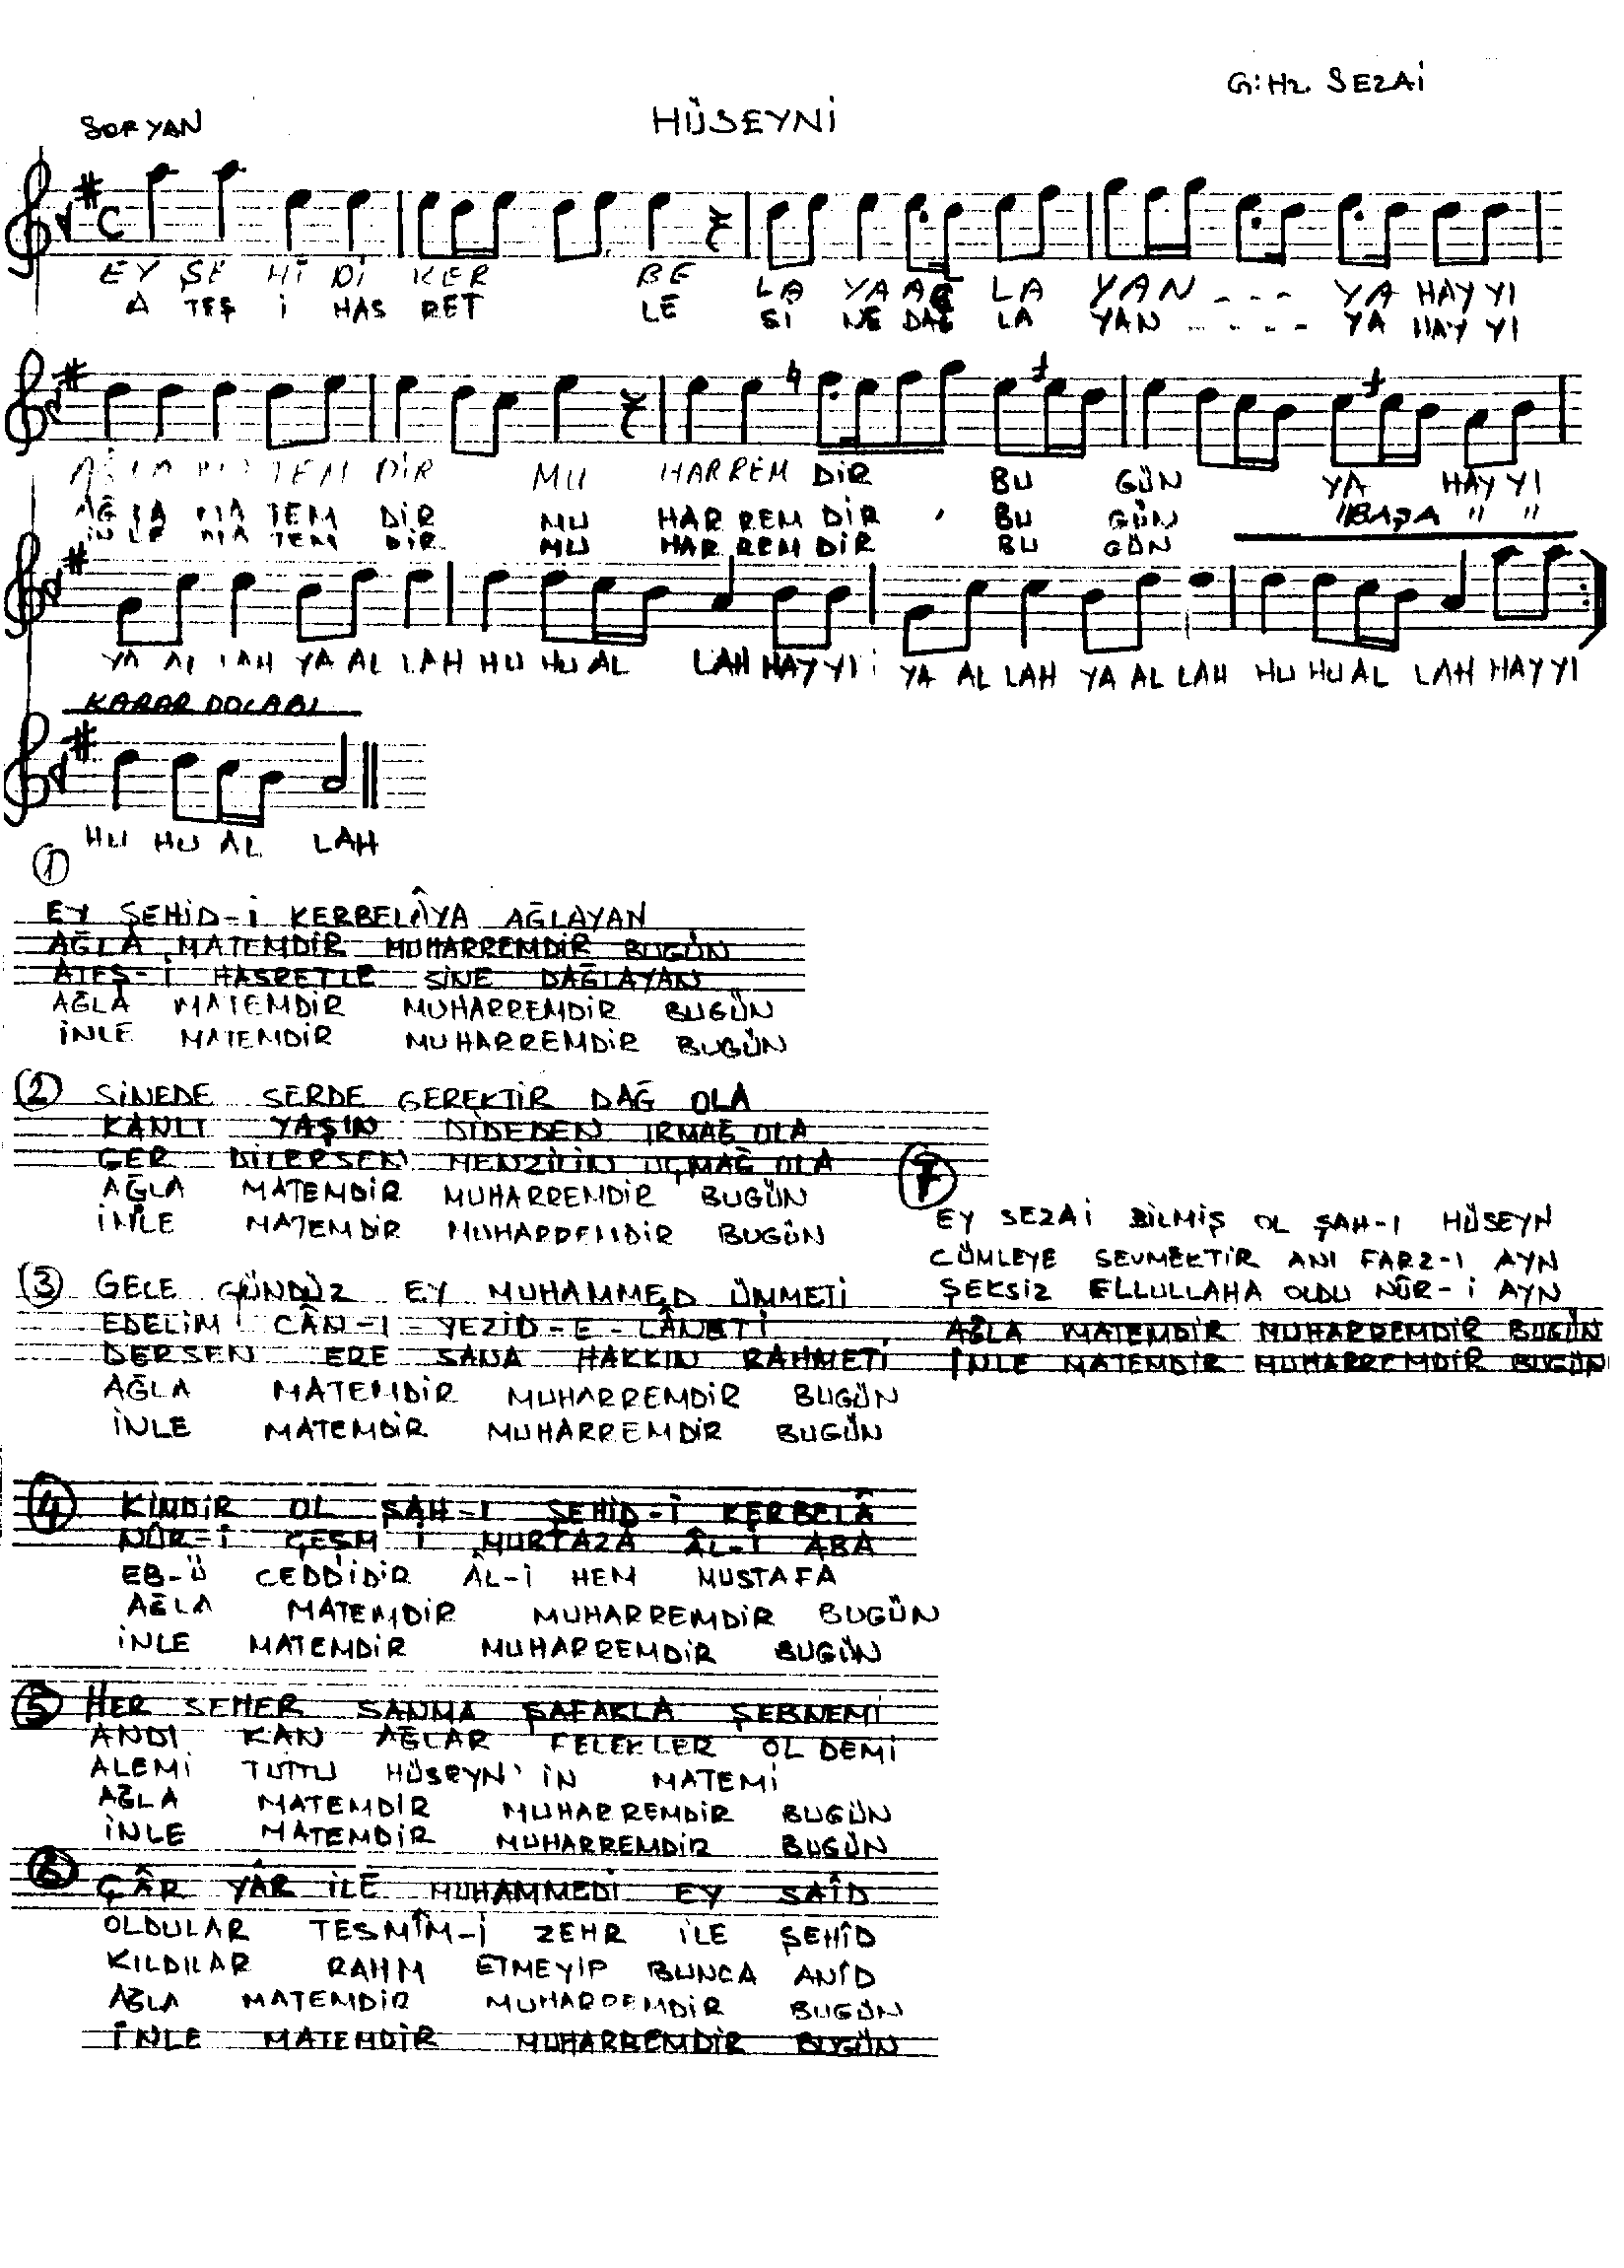 G: Hz. SEZAİ
SOFYAN
HÜSEYNİ
EY ŞE Hİ Dİ KER BE LA YA AĞ LA YAN - - - YA HAY YI
A TEŞ İ HAS RET LE Sİ NE DAĞ LA YAN - - - - YA HAY YI
AĞ LA MA TEM DİR MU HARREM DİR BU GÜN YA HAY YI
AĞ LA MA TEM DİR MU HAR REM DİR BU GÜN "BAŞA " "
İN LE MA TEM DİR MU HAR REM DİR BU GÜN
YA AL LAH YA AL LAH HU HU AL LAH HAY YI YA AL LAH YA AL LAH HU HU AL LAH HAY YI
KARAR DOLABI
HU HU AL LAH
1
EY ŞEHİD-İ KERBELÂYA AĞLAYAN
AĞLA MATEMDİR MUHARREMDİR BUGÜN
ATEŞ-İ HASRETLE SİNE DAĞLAYAN
AĞLA MATEMDİR MUHARREMDİR BUGÜN
İNLE MATEMDİR MUHARREMDİR BUGÜN
2 SİNEDE SERDE GEREKTİR DAĞ OLA
KANLI YAŞIN DİDEDEN IRMAĞ OLA
GER DİLERSEN MENZİLİN UÇMAĞ OLA
AĞLA MATEMDİR MUHARREMDİR BUGÜN
İNLE MATEMDİR MUHARREMDİR BUGÜN
3 GECE GÜNDÜZ EY MUHAMMED ÜMMETİ
EDELİM CÂN-I-YEZİD-E-LÂNETİ
DERSEN ERE SANA HAKKIN RAHMETİ
AĞLA MATEMDİR MUHARREMDİR BUGÜN
İNLE MATEMDİR MUHARREMDİR BUGÜN
4 KİMDİR OL ŞAH-I ŞEHİD-İ KERBELÂ
NÛR-İ ÇEŞM İ MURTAZA ÂL-İ ABA
EB-Ü CEDDİDİR ÂL-İ HEM MUSTAFA
AĞLA MATEMDİR MUHARREMDİR BUGÜN
İNLE MATEMDİR MUHARREMDİR BUGÜN
5 HER SEHER SANMA ŞAFAKLA ŞEBNEMİ
ANDI KAN AĞLAR FELEKLER OL DEMİ
ALEMİ TUTTU HÜSEYN'İN MATEMİ
AĞLA MATEMDİR MUHARREMDİR BUGÜN
İNLE MATEMDİR MUHARREMDİR BUGÜN
6 ÇÂR YÂR İLE MUHAMMEDİ EY SAÎD
OLDULAR TESMÎM-İ ZEHR İLE ŞEHÎD
KILDILAR RAHM ETMEYİP BUNCA ANÎD
AĞLA MATEMDİR MUHARREMDİR BUGÜN
İNLE MATEMDİR MUHARREMDİR BUGÜN
7
EY SEZAİ BİLMİŞ OL ŞAH-I HÜSEYN
CÜMLEYE SEVMEKTİR ANI FARZ-I AYN
ŞEKSİZ ELLULLAHA OLDU NÛR-İ AYN
AĞLA MATEMDİR MUHARREMDİR BUGÜN
İNLE MATEMDİR MUHARREMDİR BUGÜN